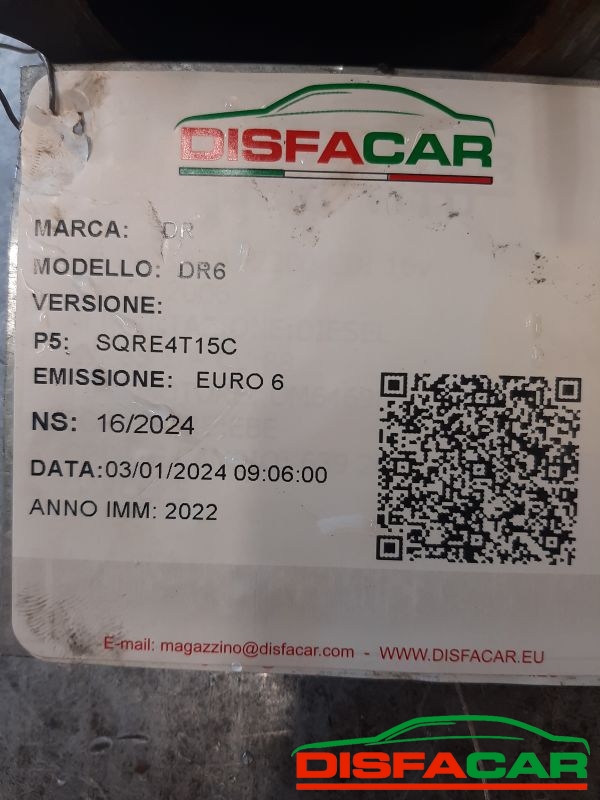 DISFACAR
MARCA: DR
MODELLO: DR6
VERSIONE:
P5: SQRE4T15C
EMISSIONE: EURO 6
NS: 16/2024
DATA:03/01/2024 09:06:00
ANNO IMM: 2022
E-mail: magazzino@disfacar.com - WWW.DISFACAR.EU
DISFACAR